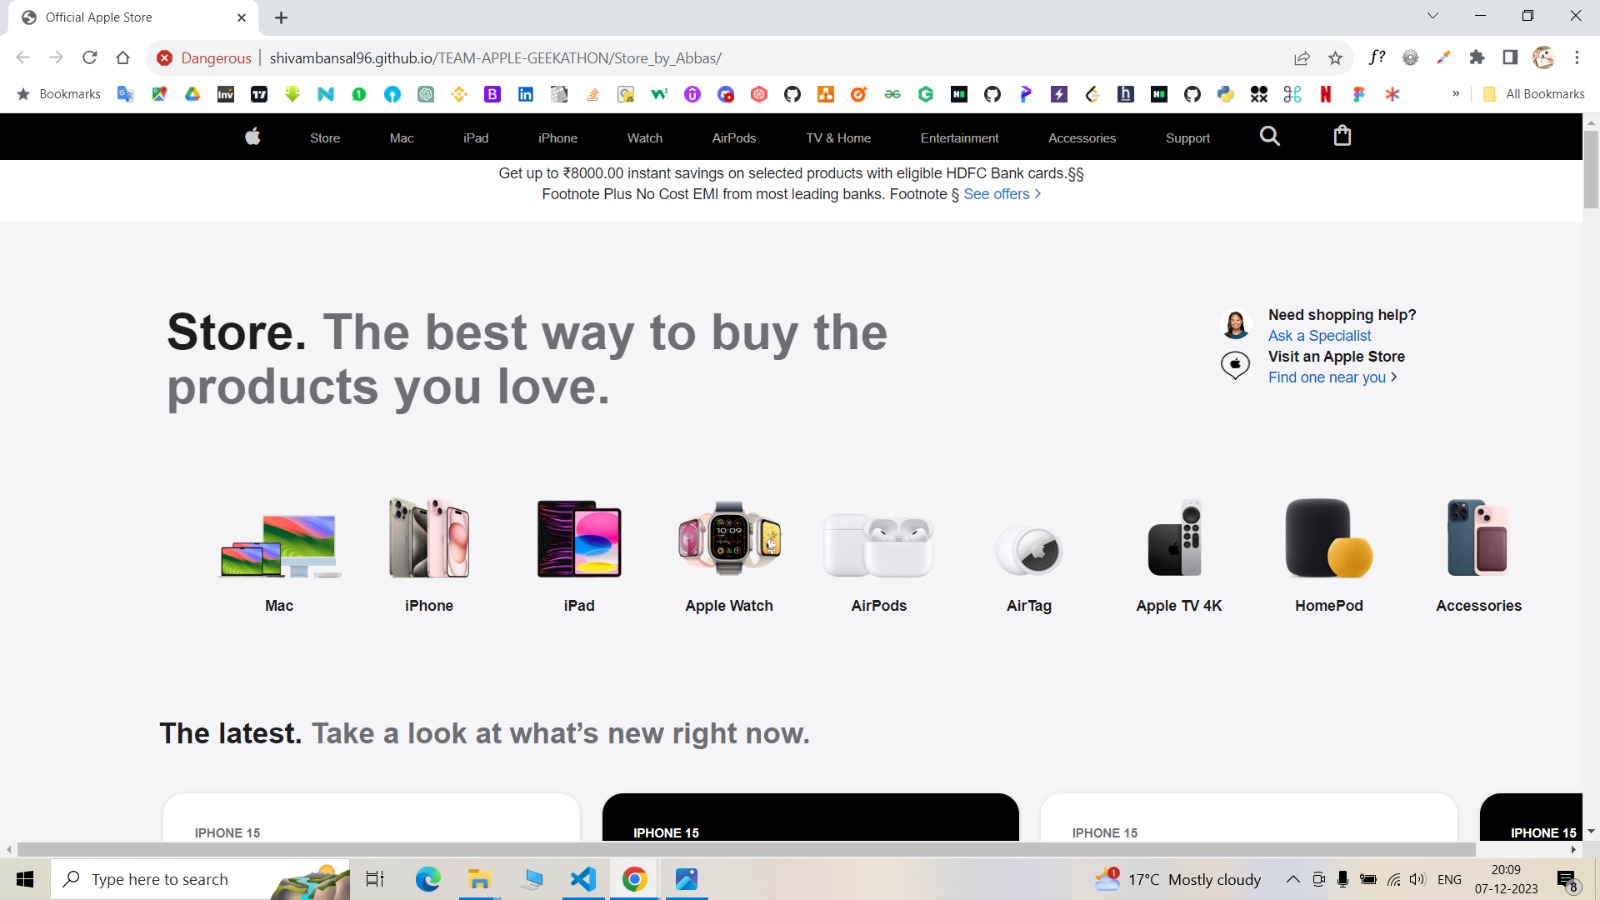 Official Apple Store
Dangerous
shivambansal96.github.io/TEAM-APPLE-GEEKATHON/Store_by_Abbas/
f?
Bookmarks
All Bookmarks
Store
Mac
iPad
iPhone
Watch
AirPods
TV & Home
Entertainment
Accessories
Support
Get up to ₹8000.00 instant savings on selected products with eligible HDFC Bank cards.§§
Footnote Plus No Cost EMI from most leading banks. Footnote § See offers >
Store. The best way to buy the
products you love.
Need shopping help?
Ask a Specialist
Visit an Apple Store
Find one near you >
Mac
iPhone
iPad
Apple Watch
AirPods
AirTag
Apple TV 4K
HomePod
Accessories
The latest. Take a look at what’s new right now.
IPHONE 15
IPHONE 15
IPHONE 15
IPHONE 15
Type here to search
1
17°C Mostly cloudy
ENG
20:09
07-12-2023
8